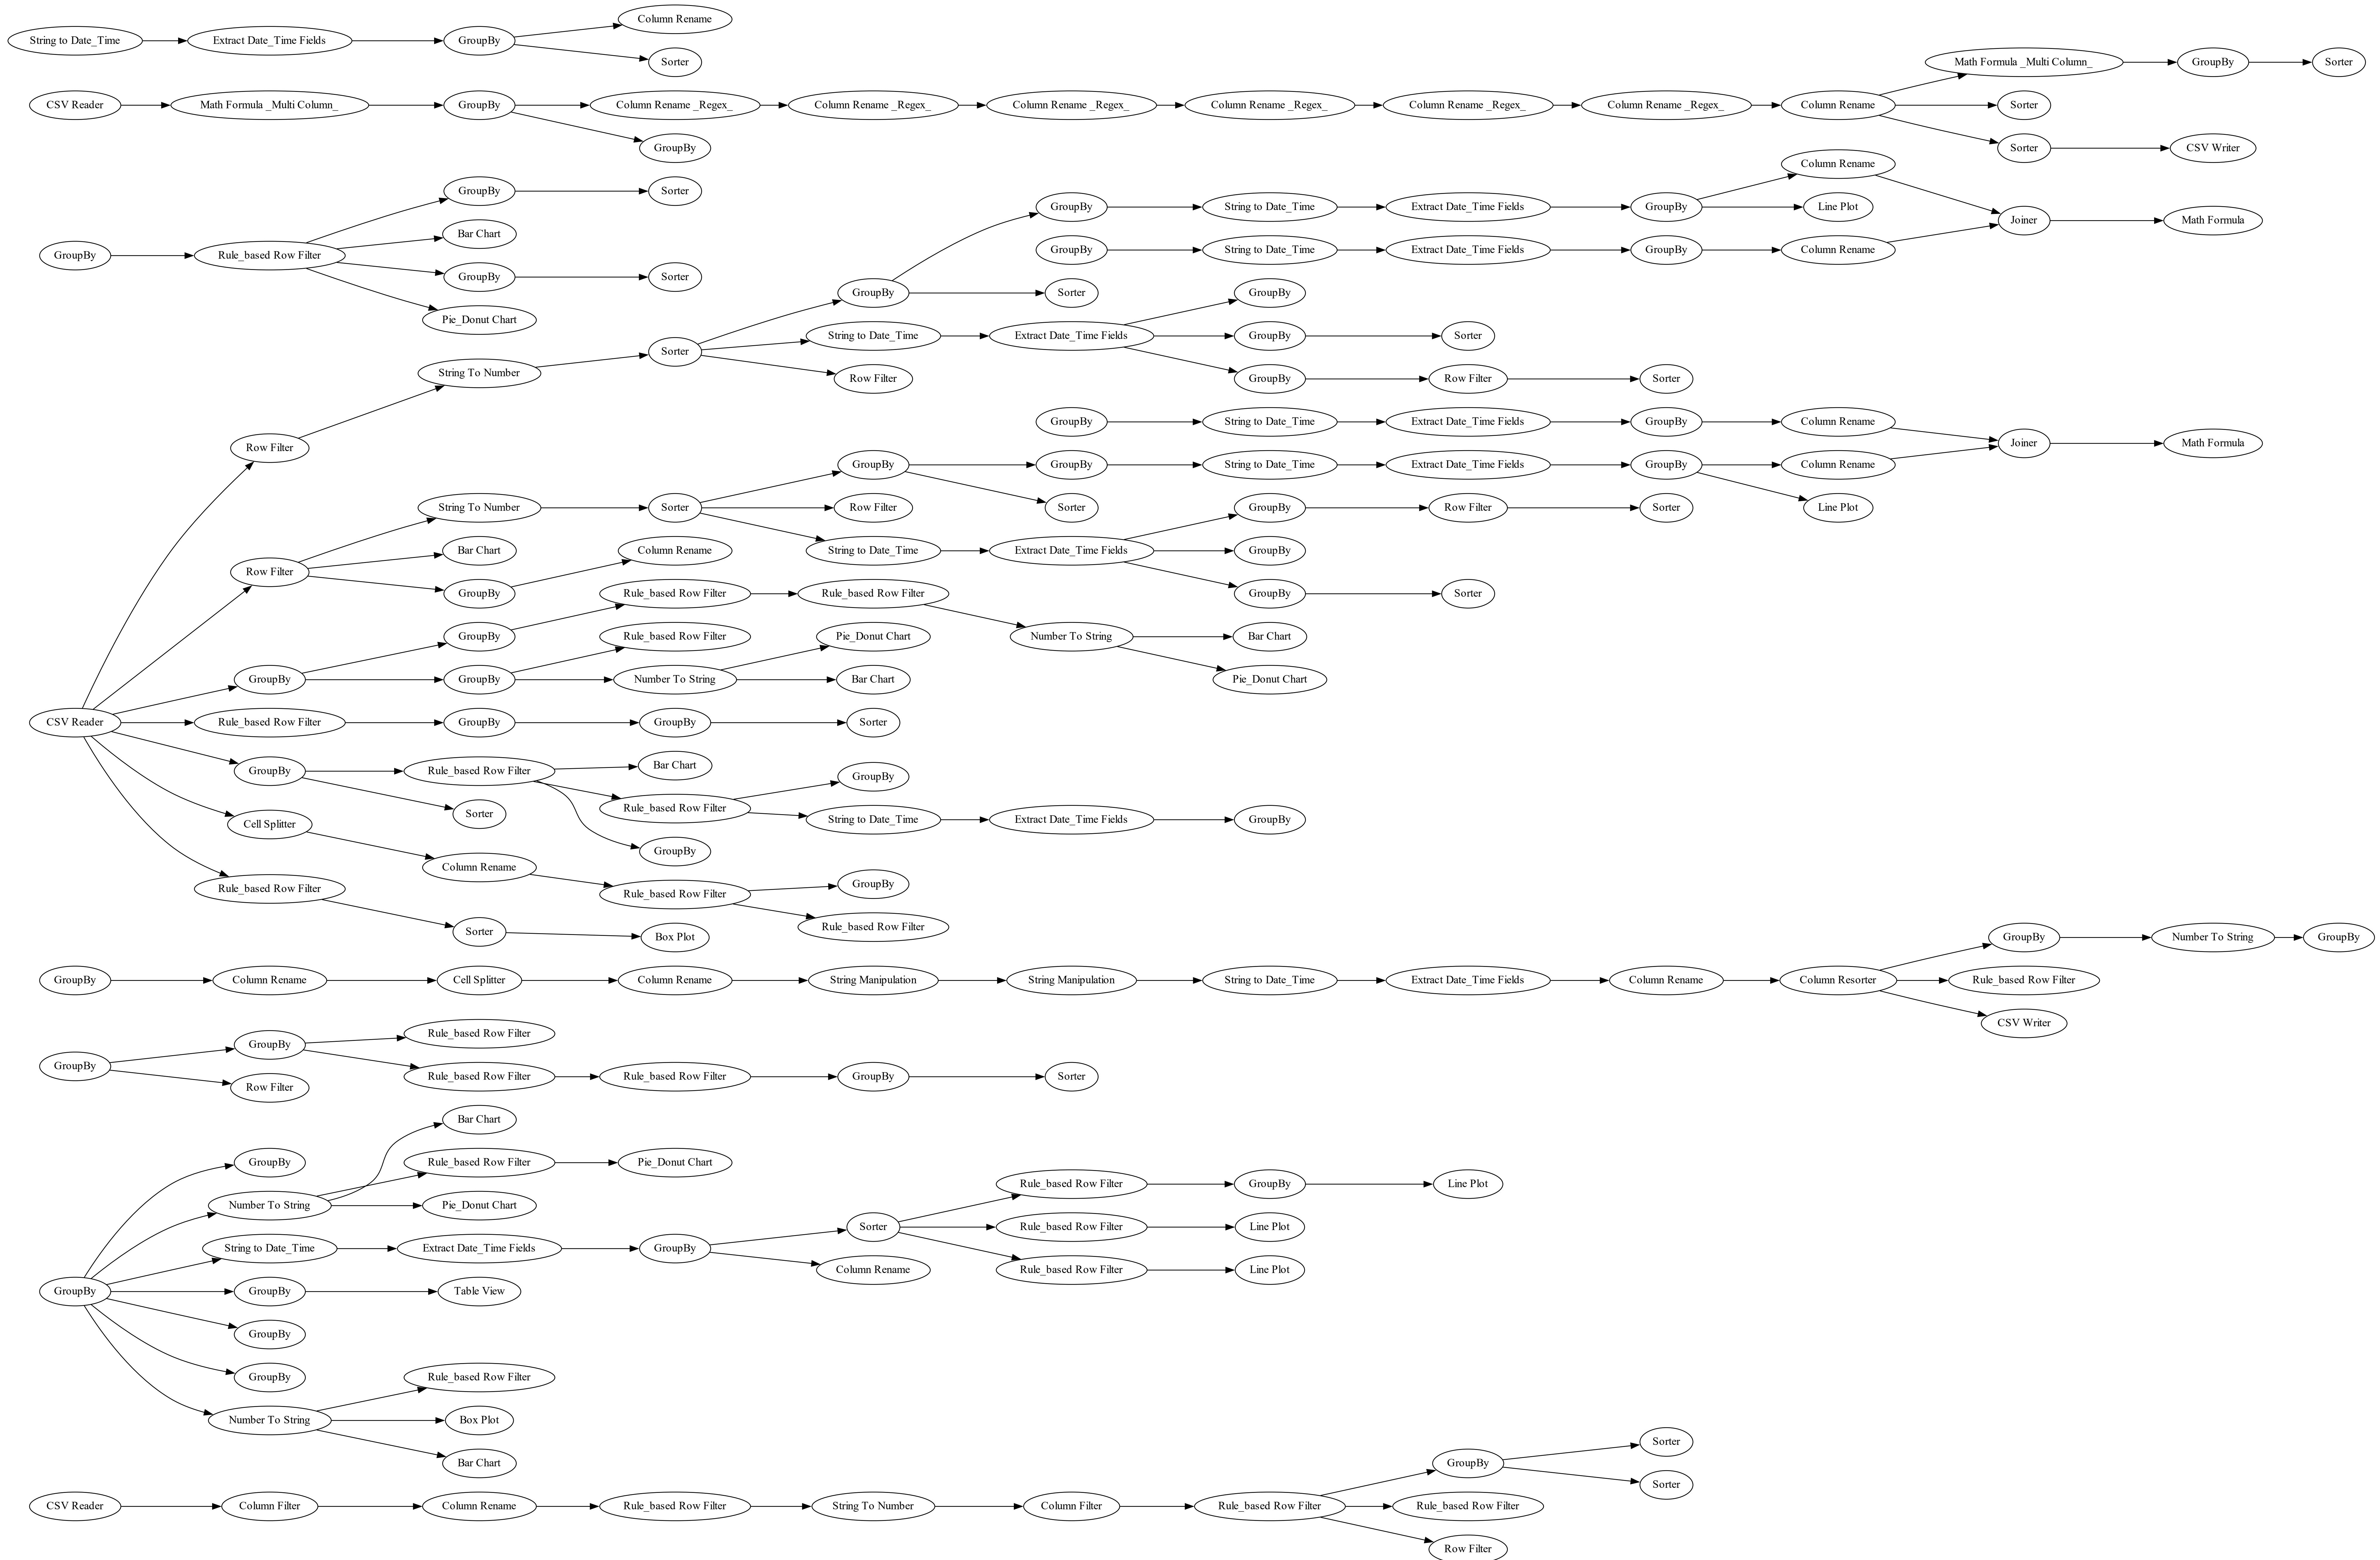 Column Rename
String to Date_Time
Extract Date_Time Fields
GroupBy
Sorter
Math Formula _Multi Column_
GroupBy
Sorter
CSV Reader
Math Formula _Multi Column_
GroupBy
Column Rename _Regex_
Column Rename _Regex_
Column Rename _Regex_
Column Rename _Regex_
Column Rename _Regex_
Column Rename _Regex_
Column Rename
Sorter
GroupBy
Sorter
CSV Writer
Column Rename
GroupBy
Sorter
GroupBy
String to Date_Time
Extract Date_Time Fields
GroupBy
Line Plot
Joiner
Math Formula
Bar Chart
GroupBy
Rule_based Row Filter
GroupBy
String to Date_Time
Extract Date_Time Fields
GroupBy
Column Rename
GroupBy
Sorter
GroupBy
Sorter
GroupBy
Pie_Donut Chart
String to Date_Time
Extract Date_Time Fields
GroupBy
Sorter
Sorter
String To Number
Row Filter
GroupBy
Row Filter
Sorter
GroupBy
String to Date_Time
Extract Date_Time Fields
GroupBy
Column Rename
Row Filter
Joiner
Math Formula
GroupBy
GroupBy
String to Date_Time
Extract Date_Time Fields
GroupBy
Column Rename
String To Number
Sorter
Row Filter
Sorter
GroupBy
Row Filter
Sorter
Line Plot
Row Filter
Bar Chart
Column Rename
String to Date_Time
Extract Date_Time Fields
GroupBy
GroupBy
Rule_based Row Filter
Rule_based Row Filter
GroupBy
Sorter
GroupBy
Rule_based Row Filter
Pie_Donut Chart
Number To String
Bar Chart
GroupBy
GroupBy
Number To String
Bar Chart
Pie_Donut Chart
CSV Reader
Rule_based Row Filter
GroupBy
GroupBy
Sorter
GroupBy
Rule_based Row Filter
Bar Chart
GroupBy
Sorter
Rule_based Row Filter
String to Date_Time
Extract Date_Time Fields
GroupBy
Cell Splitter
GroupBy
Column Rename
Rule_based Row Filter
Rule_based Row Filter
GroupBy
Rule_based Row Filter
Sorter
Box Plot
GroupBy
Number To String
GroupBy
GroupBy
Column Rename
Cell Splitter
Column Rename
String Manipulation
String Manipulation
String to Date_Time
Extract Date_Time Fields
Column Rename
Column Resorter
Rule_based Row Filter
CSV Writer
Rule_based Row Filter
GroupBy
GroupBy
Row Filter
Rule_based Row Filter
Rule_based Row Filter
GroupBy
Sorter
Bar Chart
GroupBy
Rule_based Row Filter
Pie_Donut Chart
Number To String
Pie_Donut Chart
Rule_based Row Filter
GroupBy
Line Plot
Sorter
Rule_based Row Filter
Line Plot
String to Date_Time
Extract Date_Time Fields
GroupBy
Column Rename
Rule_based Row Filter
Line Plot
GroupBy
GroupBy
Table View
GroupBy
GroupBy
Rule_based Row Filter
Number To String
Box Plot
Bar Chart
Sorter
GroupBy
Sorter
CSV Reader
Column Filter
Column Rename
Rule_based Row Filter
String To Number
Column Filter
Rule_based Row Filter
Rule_based Row Filter
Row Filter